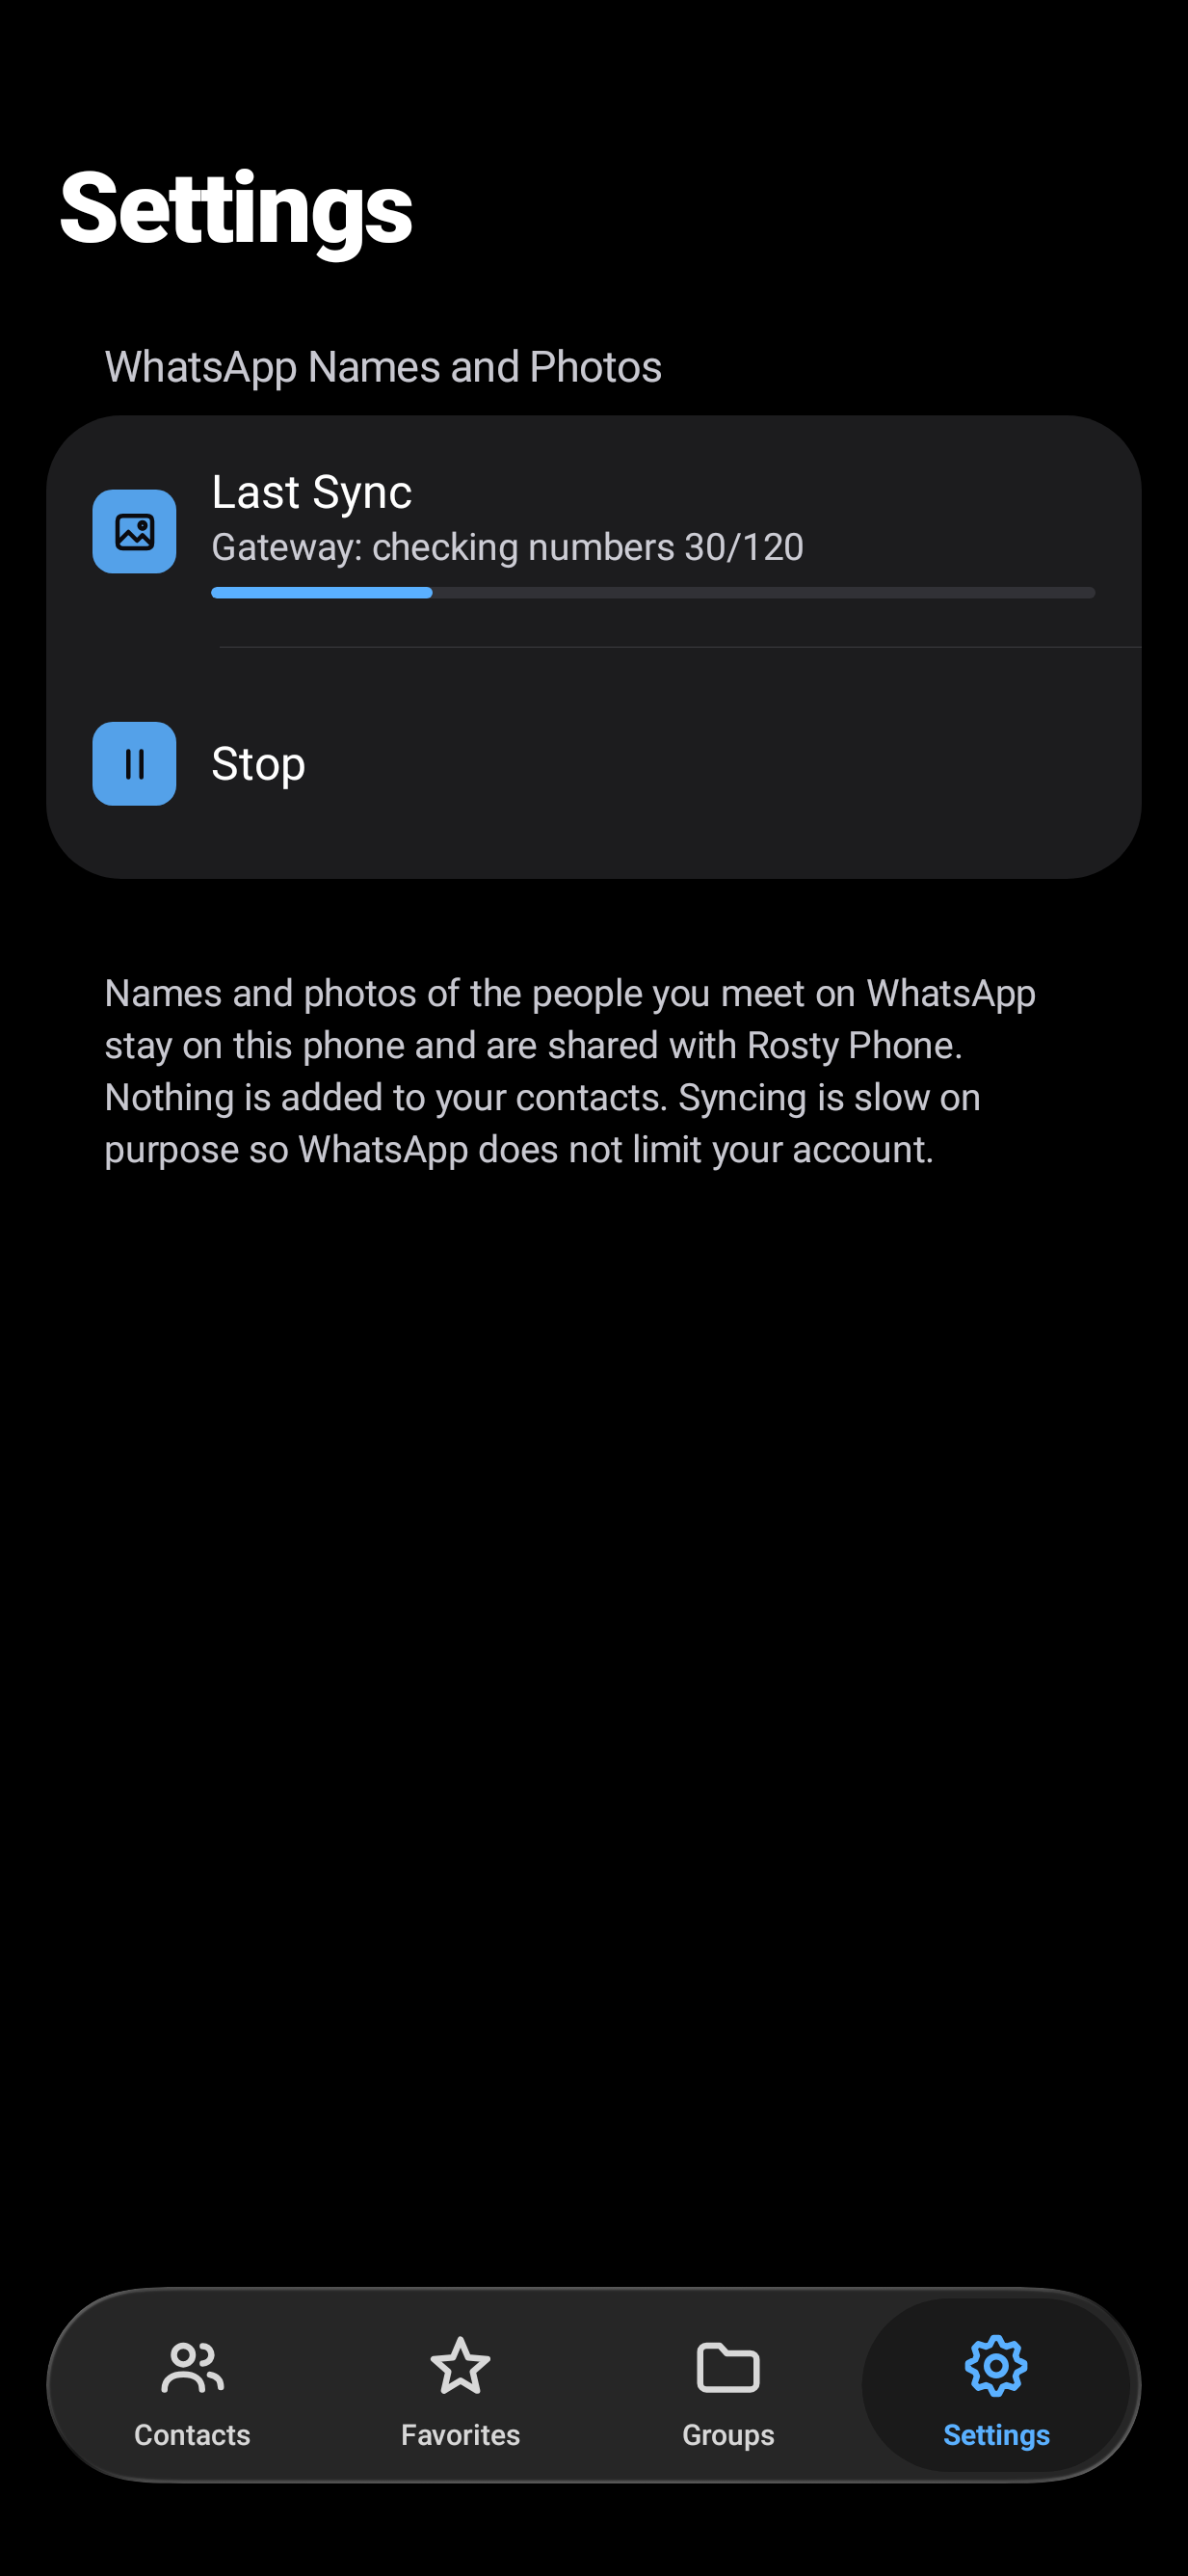 Settings
WhatsApp Names and Photos
Last Sync
Gateway: checking numbers 30/120
Stop
Names and photos of the people you meet on WhatsApp
stay on this phone and are shared with Rosty Phone.
Nothing is added to your contacts. Syncing is slow on
purpose so WhatsApp does not limit your account.
Contacts
Favorites
Groups
Settings